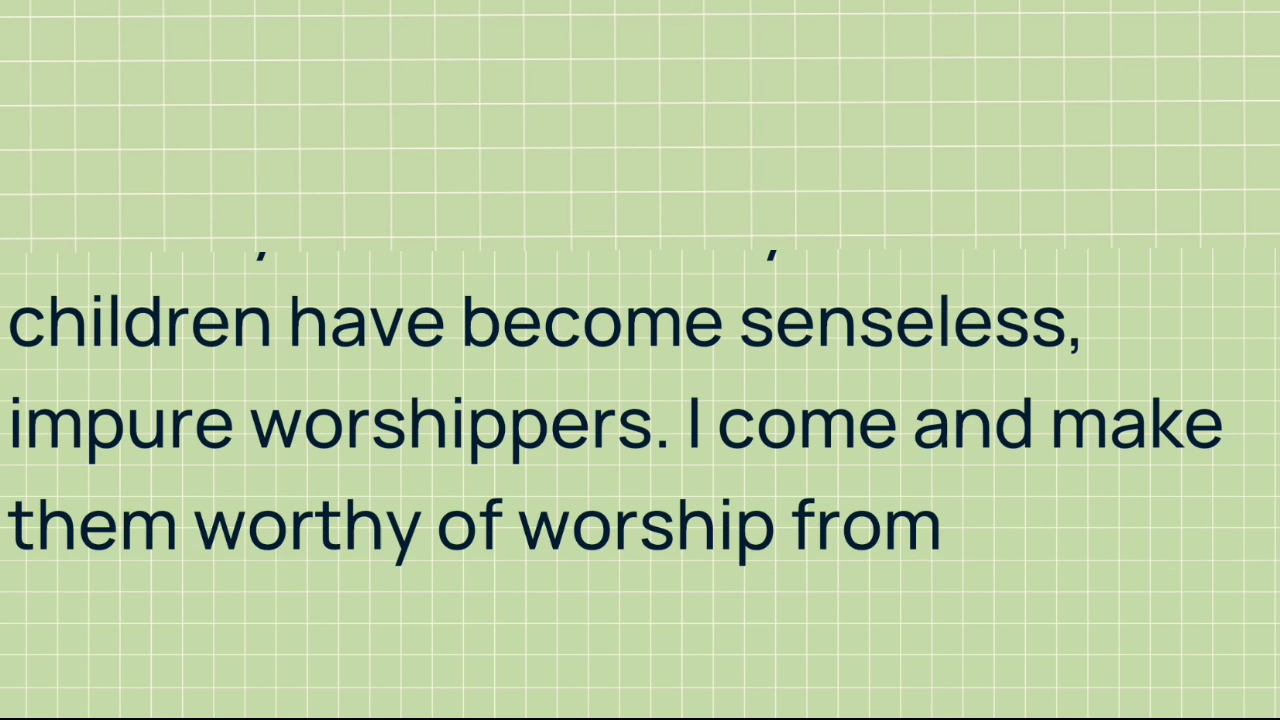 children have become senseless,
impure worshippers. I come and make
them worthy of worship from